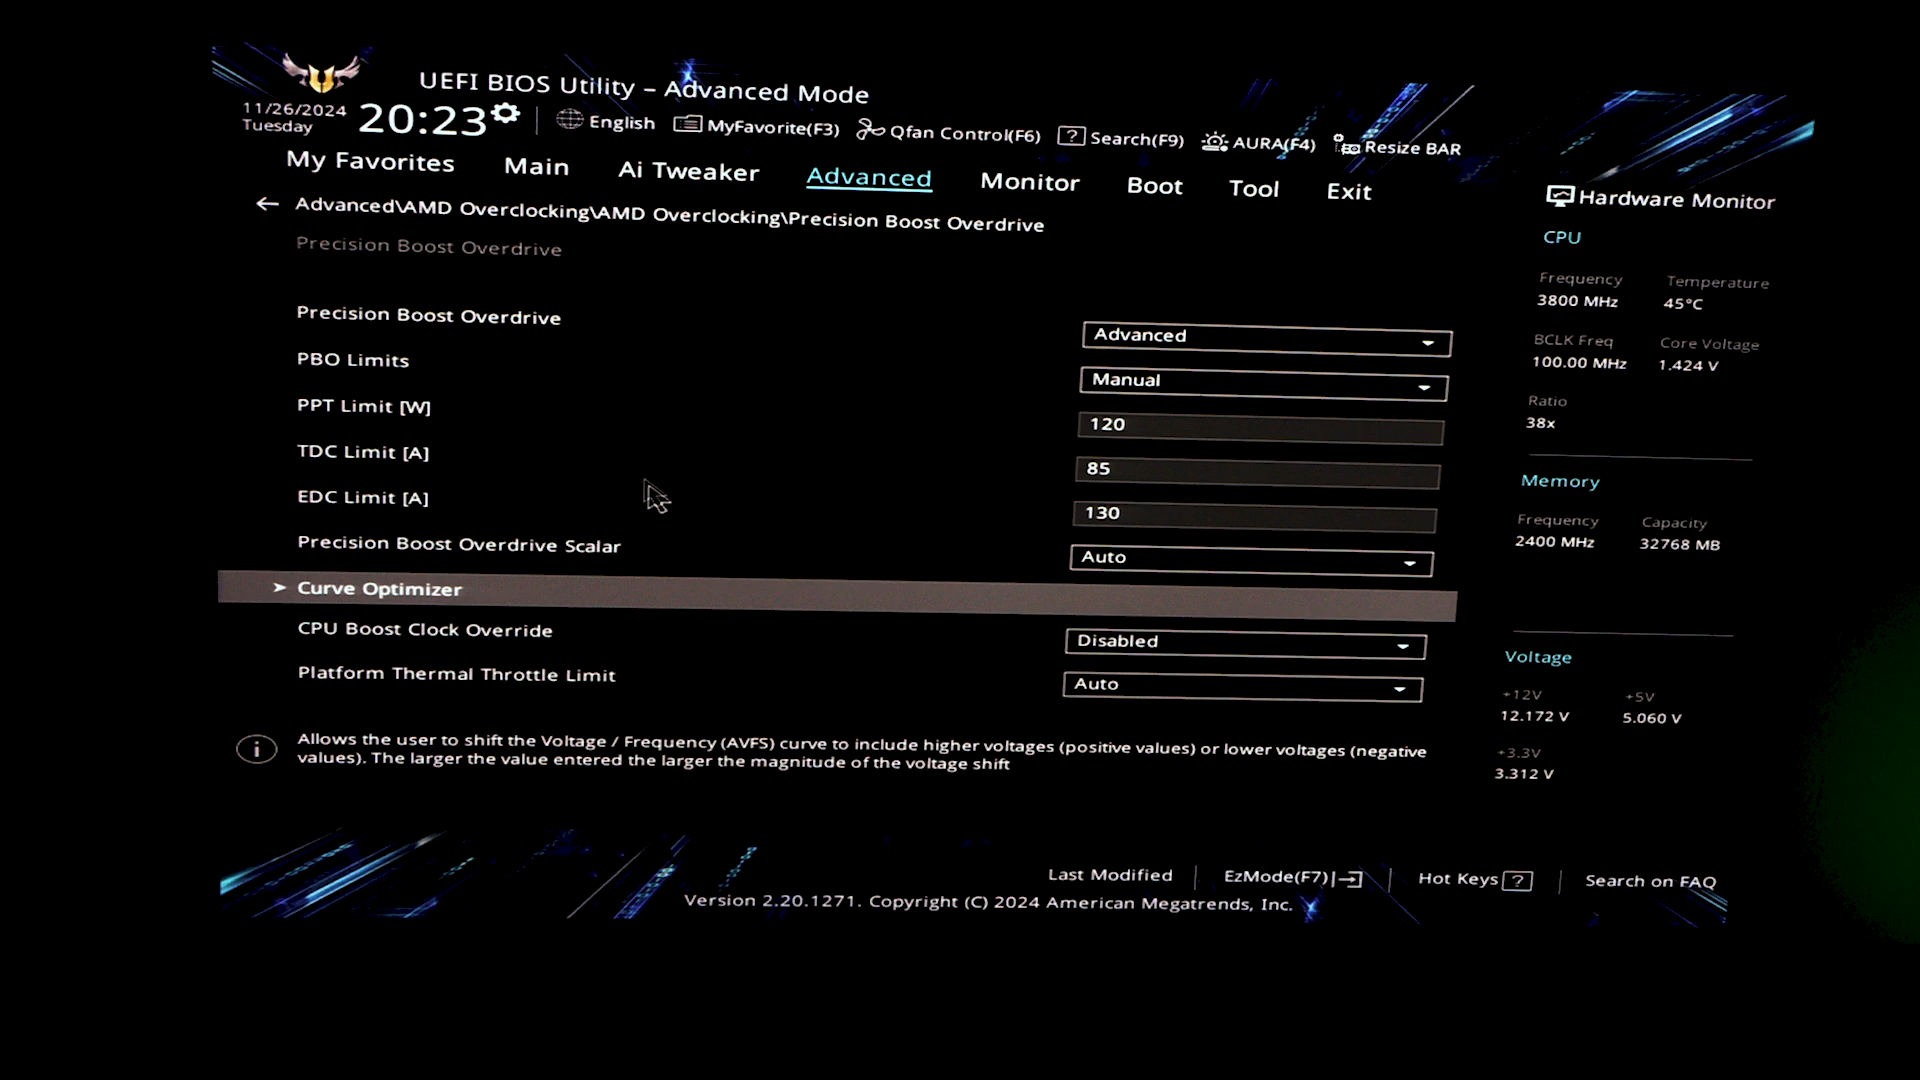 UEFI BIOS Utility – Advanced Mode
11/26/2024
Tuesday
20:23
English
MyFavorite(F3)
Qfan Control(F6)
? Search(F9)
AURA(F4)
Resize BAR
My Favorites Main Ai Tweaker Advanced Monitor Boot Tool Exit
Advanced\AMD Overclocking\AMD Overclocking\Precision Boost Overdrive
Precision Boost Overdrive
Precision Boost Overdrive Advanced
PBO Limits Manual
PPT Limit [W] 120
TDC Limit [A] 85
EDC Limit [A] 130
Precision Boost Overdrive Scalar Auto
Curve Optimizer
CPU Boost Clock Override Disabled
Platform Thermal Throttle Limit Auto
i
Allows the user to shift the Voltage / Frequency (AVFS) curve to include higher voltages (positive values) or lower voltages (negative
values). The larger the value entered the larger the magnitude of the voltage shift
Hardware Monitor
CPU
Frequency Temperature
3800 MHz 45°C
BCLK Freq Core Voltage
100.00 MHz 1.424 V
Ratio
38x
Memory
Frequency Capacity
2400 MHz 32768 MB
Voltage
+12V +5V
12.172 V 5.060 V
+3.3V
3.312 V
Last Modified
EzMode(F7)
Hot Keys ?
Search on FAQ
Version 2.20.1271. Copyright (C) 2024 American Megatrends, Inc.